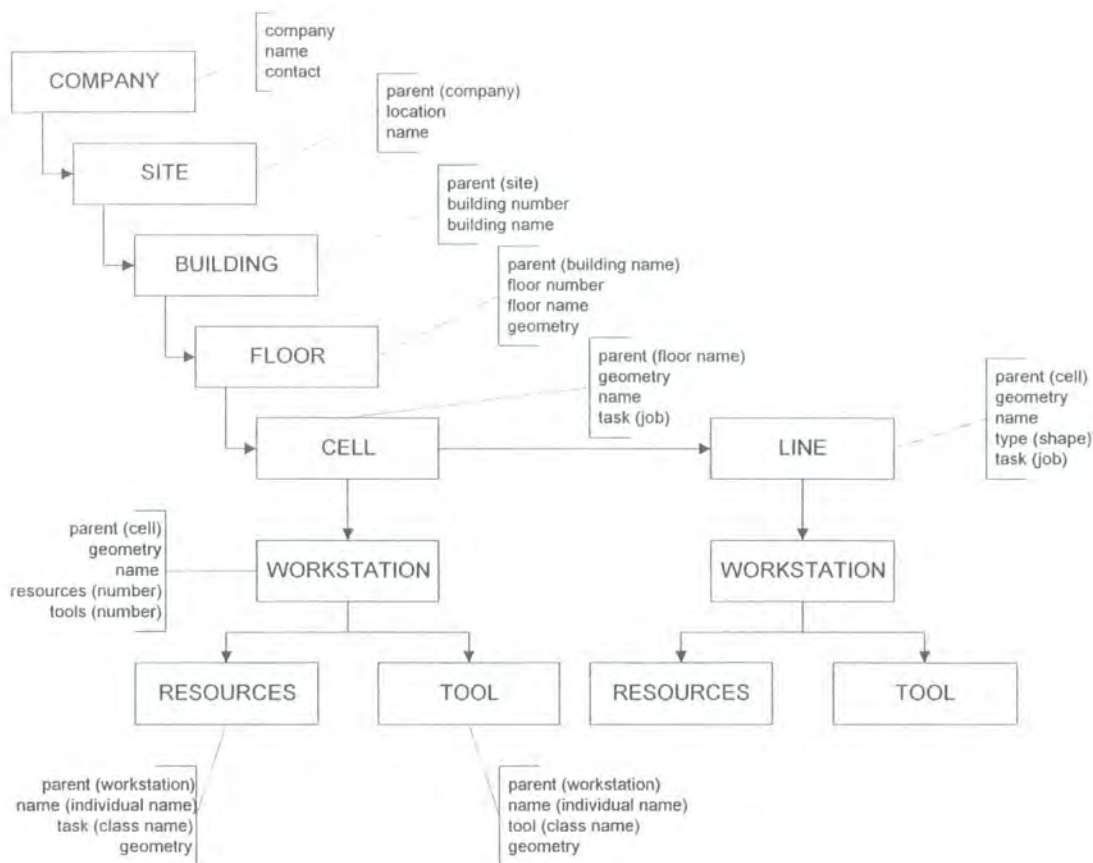 company
name
contact
COMPANY
parent (company)
location
name
SITE
parent (site)
building number
building name
BUILDING
parent (building name)
floor number
floor name
geometry
FLOOR
parent (floor name)
geometry
name
task (job)
parent (cell)
geometry
name
type (shape)
task (job)
CELL
LINE
parent (cell)
geometry
name
resources (number)
tools (number)
WORKSTATION
WORKSTATION
RESOURCES
TOOL
RESOURCES
TOOL
parent (workstation)
name (individual name)
task (class name)
geometry
parent (workstation)
name (individual name)
tool (class name)
geometry